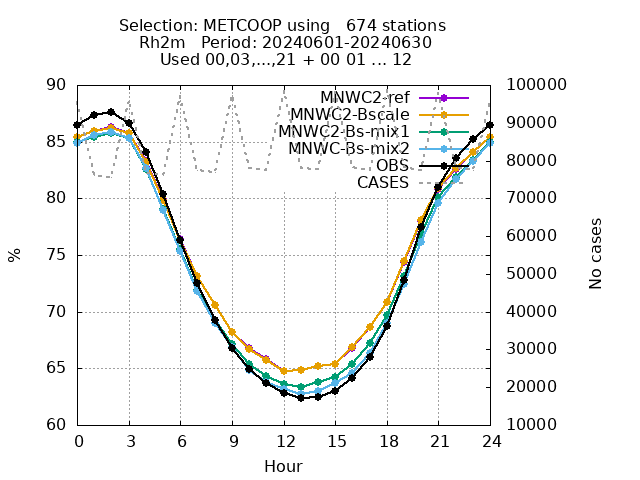 Selection: METCOOP using   674 stations
Rh2m   Period: 20240601-20240630
Used 00,03,...,21 + 00 01 ... 12
90 100000
MNWC2-ref
MNWC2-Bscale
90000
MNWC2-Bs-mix1
85
MNWC-Bs-mix2
OBS
80000
CASES
80 70000
75 60000
% No cases
50000
70 40000
30000
65
20000
60 10000
0 3 6 9 12 15 18 21 24
Hour